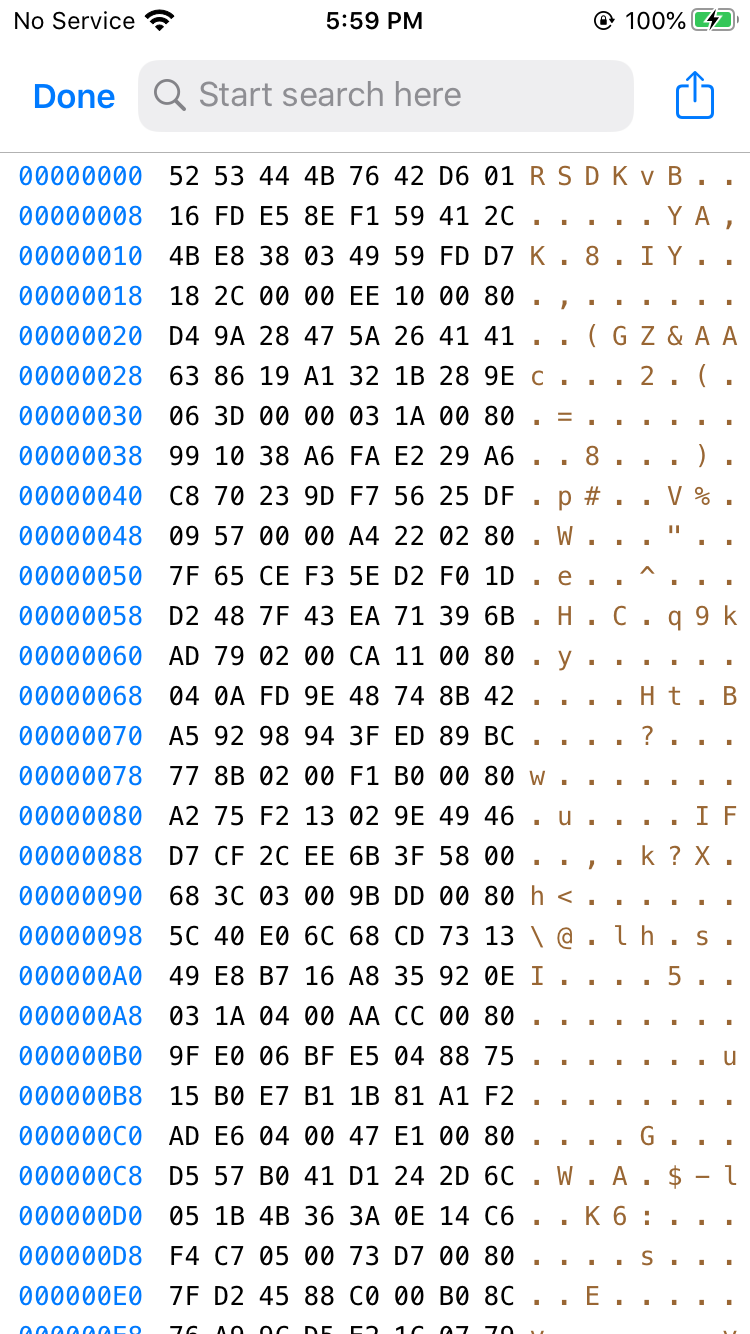 No Service 5:59 PM 100%
Done Start search here
00000000 52 53 44 4B 76 42 D6 01 RSDKvB..
00000008 16 FD E5 8E F1 59 41 2C .....YA,
00000010 4B E8 38 03 49 59 FD D7 K.8.IY..
00000018 18 2C 00 00 EE 10 00 80 .,......
00000020 D4 9A 28 47 5A 26 41 41 ..(GZ&AA
00000028 63 86 19 A1 32 1B 28 9E c...2.(.
00000030 06 3D 00 00 03 1A 00 80 .=......
00000038 99 10 38 A6 FA E2 29 A6 ..8...).
00000040 C8 70 23 9D F7 56 25 DF .p#..V%.
00000048 09 57 00 00 A4 22 02 80 .W..."..
00000050 7F 65 CE F3 5E D2 F0 1D .e..^...
00000058 D2 48 7F 43 EA 71 39 6B .H.C.q9k
00000060 AD 79 02 00 CA 11 00 80 .y......
00000068 04 0A FD 9E 48 74 8B 42 ....Ht.B
00000070 A5 92 98 94 3F ED 89 BC ....?...
00000078 77 8B 02 00 F1 B0 00 80 w.......
00000080 A2 75 F2 13 02 9E 49 46 .u....IF
00000088 D7 CF 2C EE 6B 3F 58 00 ..,.k?X.
00000090 68 3C 03 00 9B DD 00 80 h<......
00000098 5C 40 E0 6C 68 CD 73 13 \@.lh.s.
000000A0 49 E8 B7 16 A8 35 92 0E I....5..
000000A8 03 1A 04 00 AA CC 00 80 ........
000000B0 9F E0 06 BF E5 04 88 75 .......u
000000B8 15 B0 E7 B1 1B 81 A1 F2 ........
000000C0 AD E6 04 00 47 E1 00 80 ....G...
000000C8 D5 57 B0 41 D1 24 2D 6C .W.A.$-l
000000D0 05 1B 4B 36 3A 0E 14 C6 ..K6:...
000000D8 F4 C7 05 00 73 D7 00 80 ....s...
000000E0 7F D2 45 88 C0 00 B0 8C ..E.....